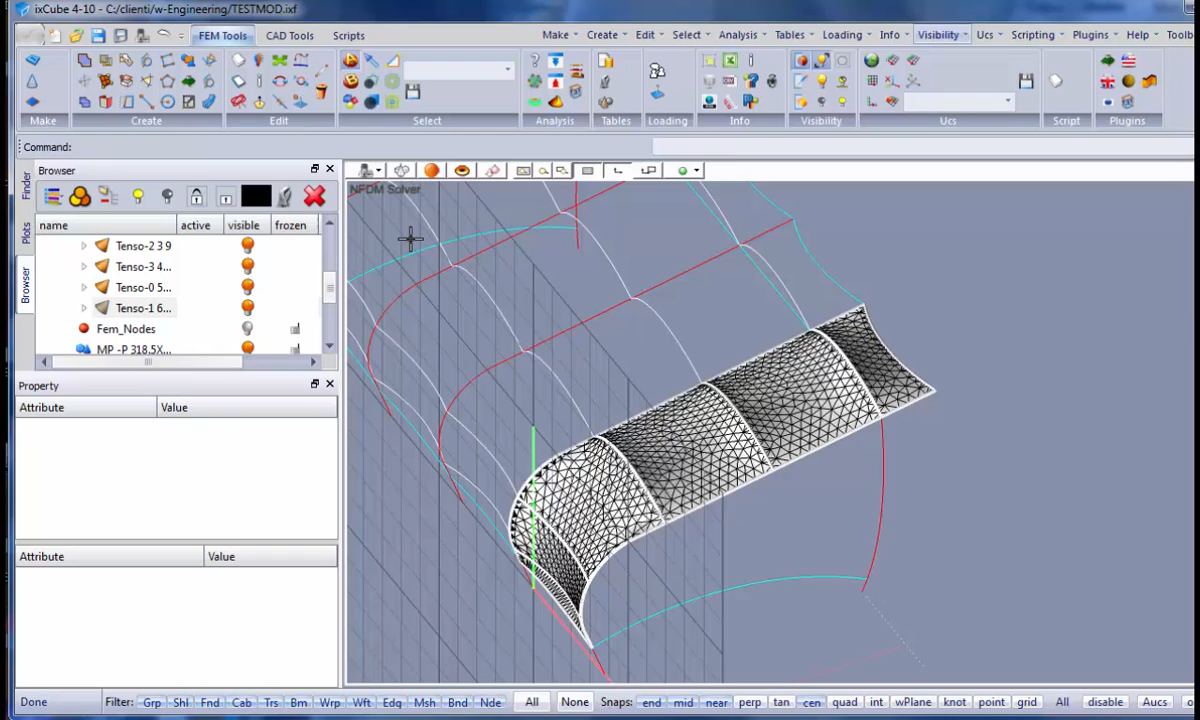 ixCube 4-10 - C:/clienti/w-Engineering/TESTMOD.ixf
FEM Tools CAD Tools Scripts Make Create Edit Select Analysis Tables Loading Info Visibility Ucs Scripting Plugins Help Toolb
Make Create Edit Select Analysis Tables Loading Info Visibility Ucs Script Plugins
Command:
Browser
NFDM Solver
Finder
Plots
Browser
name active visible frozen
Tenso-2 3 9
Tenso-3 4...
Tenso-0 5...
Tenso-1 6...
Fem_Nodes
MP -P 318,5X...
Property
Attribute Value
Attribute Value
Done Filter: Grp Shl Fnd Cab Trs Bm Wrp Wft Edq Msh Bnd Nde All None Snaps: end mid near perp tan cen quad int wPlane knot point grid All disable Aucs